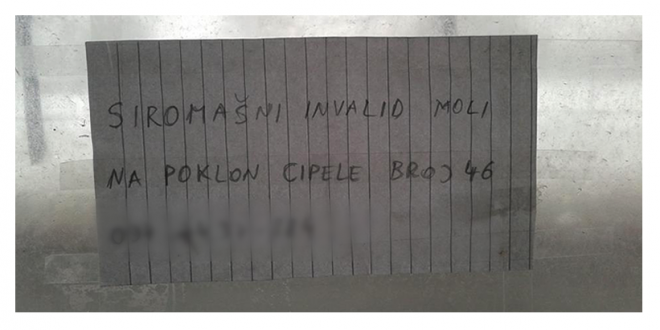 SIROMAŠNI INVALID MOLI
NA POKLON CIPELE BROJ 46